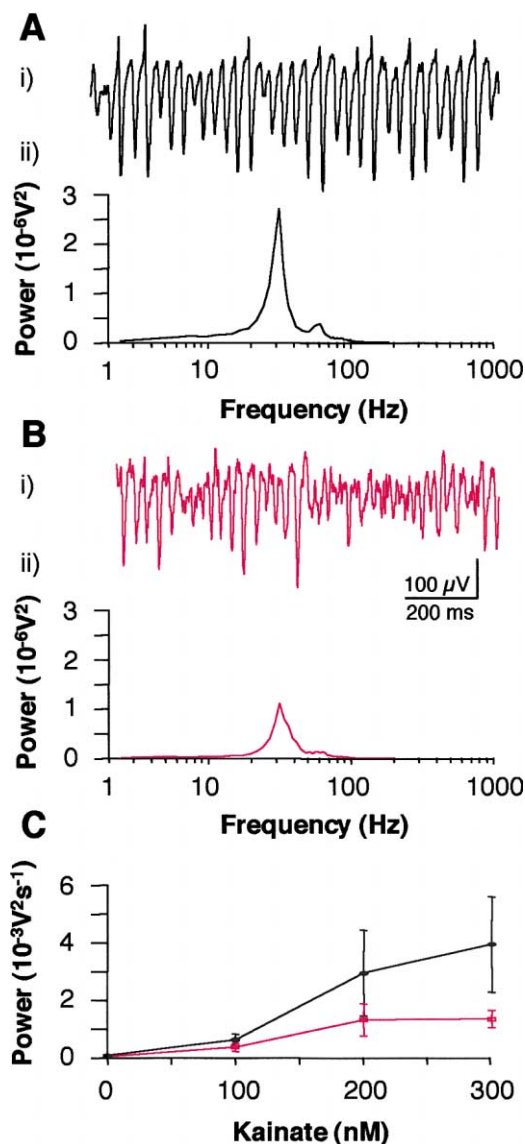 A
i)
ii)
Power (10-6V2)
3
2
1
0
1 10 100 1000
Frequency (Hz)
B
i)
ii)
100 µV
200 ms
Power (10-6V2)
3
2
1
0
1 10 100 1000
Frequency (Hz)
C
Power (10-3V2s-1)
6
4
2
0
0 100 200 300
Kainate (nM)